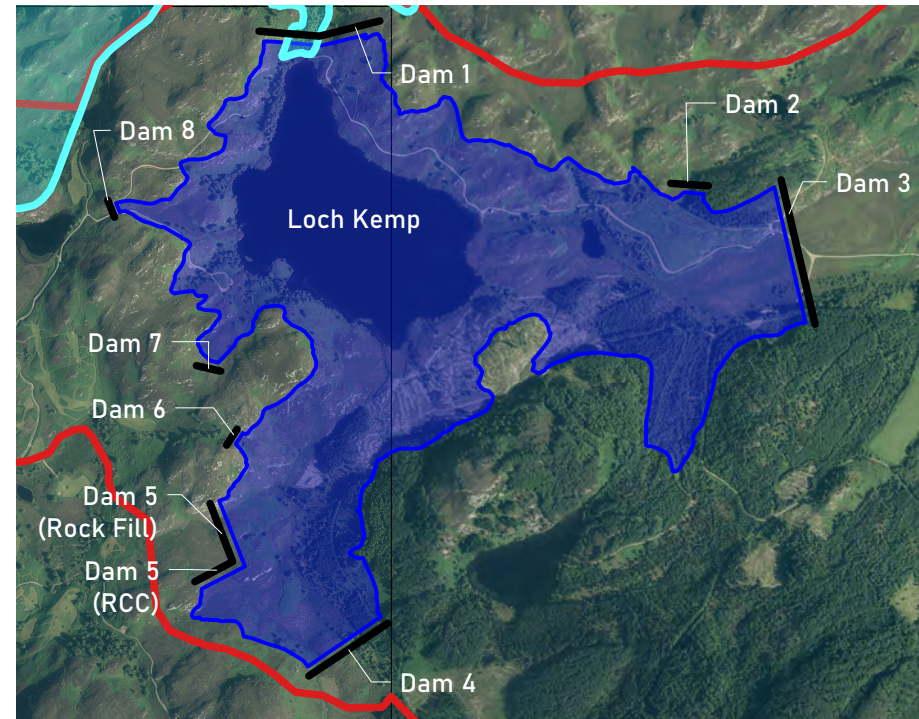 Dam 1
Dam 2
Dam 8
Dam 3
Loch Kemp
Dam 7
Dam 6
Dam 5
(Rock Fill)
Dam 5
(RCC)
Dam 4